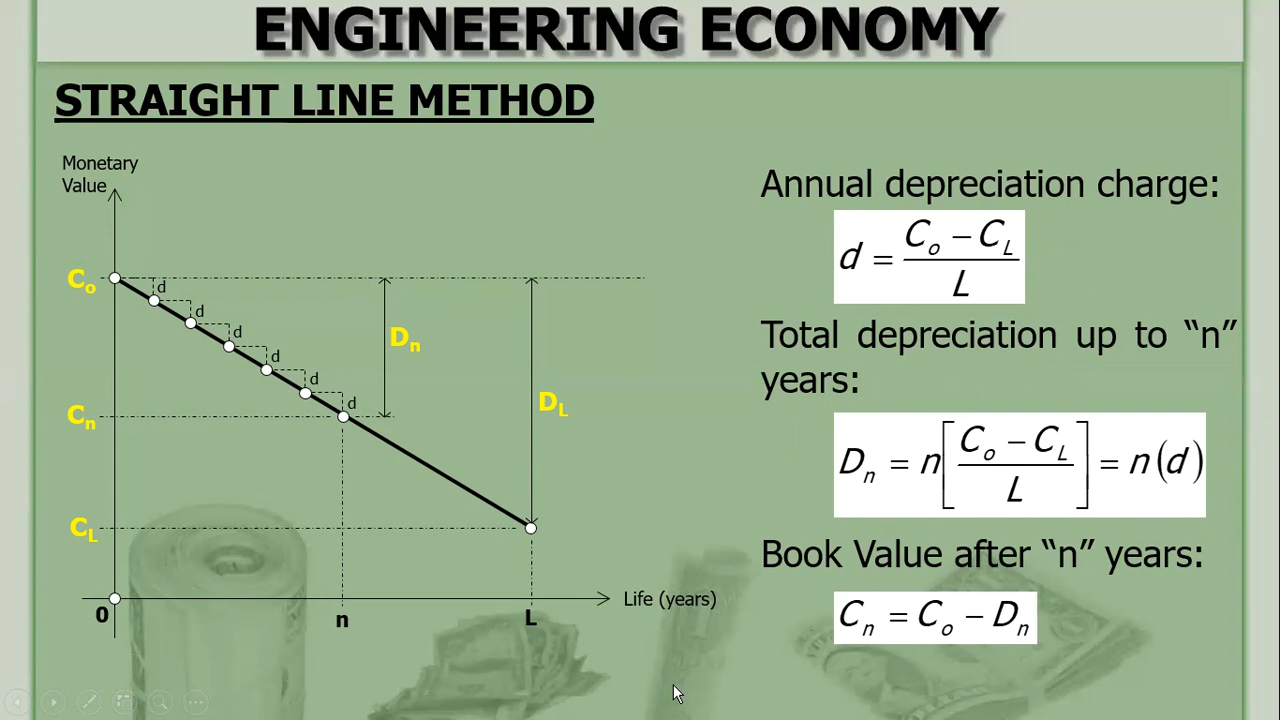 ENGINEERING ECONOMY
STRAIGHT LINE METHOD
Monetary
Value
Cₒ
d
d
d
d
d
d
Dₙ
Cₙ
D_L
C_L
0
n
L
Life (years)
Annual depreciation charge:
d = (Cₒ − C_L) / L
Total depreciation up to “n”
years:
Dₙ = n[(Cₒ − C_L) / L] = n(d)
Book Value after “n” years:
Cₙ = Cₒ − Dₙ